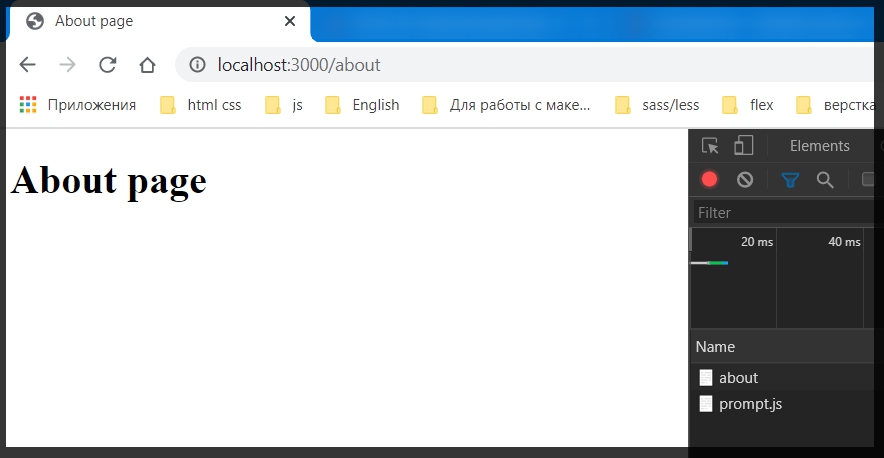 About page
localhost:3000/about
Приложения html css js English Для работы с маке... sass/less flex верстка
About page
Elements
Filter
20 ms 40 ms
Name
about
prompt.js